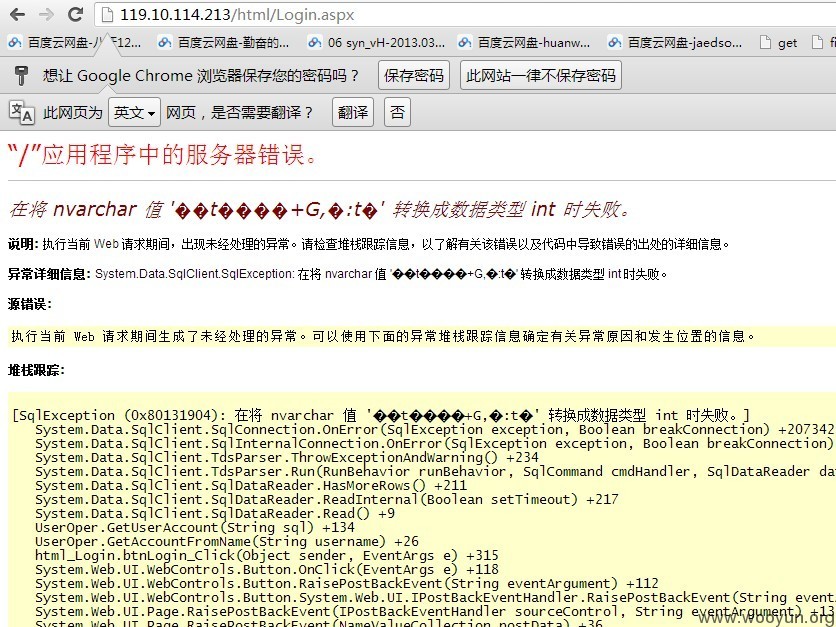 119.10.114.213/html/Login.aspx
百度云网盘-八 12... 百度云网盘-勤奋的... 06 syn_vH-2013.03... 百度云网盘-huanw... 百度云网盘-jaedso... get
想让 Google Chrome 浏览器保存您的密码吗？ 保存密码 此网站一律不保存密码
此网页为 英文 网页，是否需要翻译？ 翻译 否
“/”应用程序中的服务器错误。
在将 nvarchar 值 '��t����+G,�:t�' 转换成数据类型 int 时失败。
说明: 执行当前 Web 请求期间，出现未经处理的异常。请检查堆栈跟踪信息，以了解有关该错误以及代码中导致错误的出处的详细信息。
异常详细信息: System.Data.SqlClient.SqlException: 在将 nvarchar 值 '��t����+G,�:t�' 转换成数据类型 int 时失败。
源错误:
执行当前 Web 请求期间生成了未经处理的异常。可以使用下面的异常堆栈跟踪信息确定有关异常原因和发生位置的信息。
堆栈跟踪:
[SqlException (0x80131904): 在将 nvarchar 值 '��t����+G,�:t�' 转换成数据类型 int 时失败。]
System.Data.SqlClient.SqlConnection.OnError(SqlException exception, Boolean breakConnection) +207342
System.Data.SqlClient.SqlInternalConnection.OnError(SqlException exception, Boolean breakConnection)
System.Data.SqlClient.TdsParser.ThrowExceptionAndWarning() +234
System.Data.SqlClient.TdsParser.Run(RunBehavior runBehavior, SqlCommand cmdHandler, SqlDataReader da
System.Data.SqlClient.SqlDataReader.HasMoreRows() +211
System.Data.SqlClient.SqlDataReader.ReadInternal(Boolean setTimeout) +217
System.Data.SqlClient.SqlDataReader.Read() +9
UserOper.GetUserAccount(String sql) +134
UserOper.GetAccountFromName(String username) +26
html_Login.btnLogin_Click(Object sender, EventArgs e) +315
System.Web.UI.WebControls.Button.OnClick(EventArgs e) +118
System.Web.UI.WebControls.Button.RaisePostBackEvent(String eventArgument) +112
System.Web.UI.WebControls.Button.System.Web.UI.IPostBackEventHandler.RaisePostBackEvent(String event
System.Web.UI.Page.RaisePostBackEvent(IPostBackEventHandler sourceControl, String eventArgument) +13
System.Web.UI.Page.RaisePostBackEvent(NameValueCollection postData) +36
www.wooyun.org